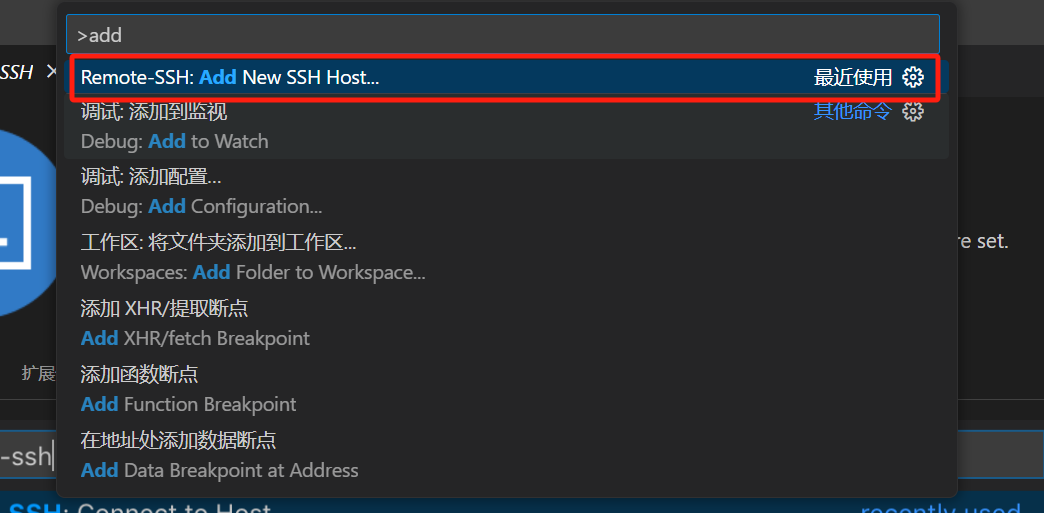 >add
SSH
Remote-SSH: Add New SSH Host... 最近使用
调试: 添加到监视 其他命令
Debug: Add to Watch
调试: 添加配置...
Debug: Add Configuration...
工作区: 将文件夹添加到工作区... re set.
Workspaces: Add Folder to Workspace...
添加 XHR/提取断点
Add XHR/fetch Breakpoint
扩展 添加函数断点
Add Function Breakpoint
在地址处添加数据断点
-ssh
Add Data Breakpoint at Address
SSH: Connect to Host recently used